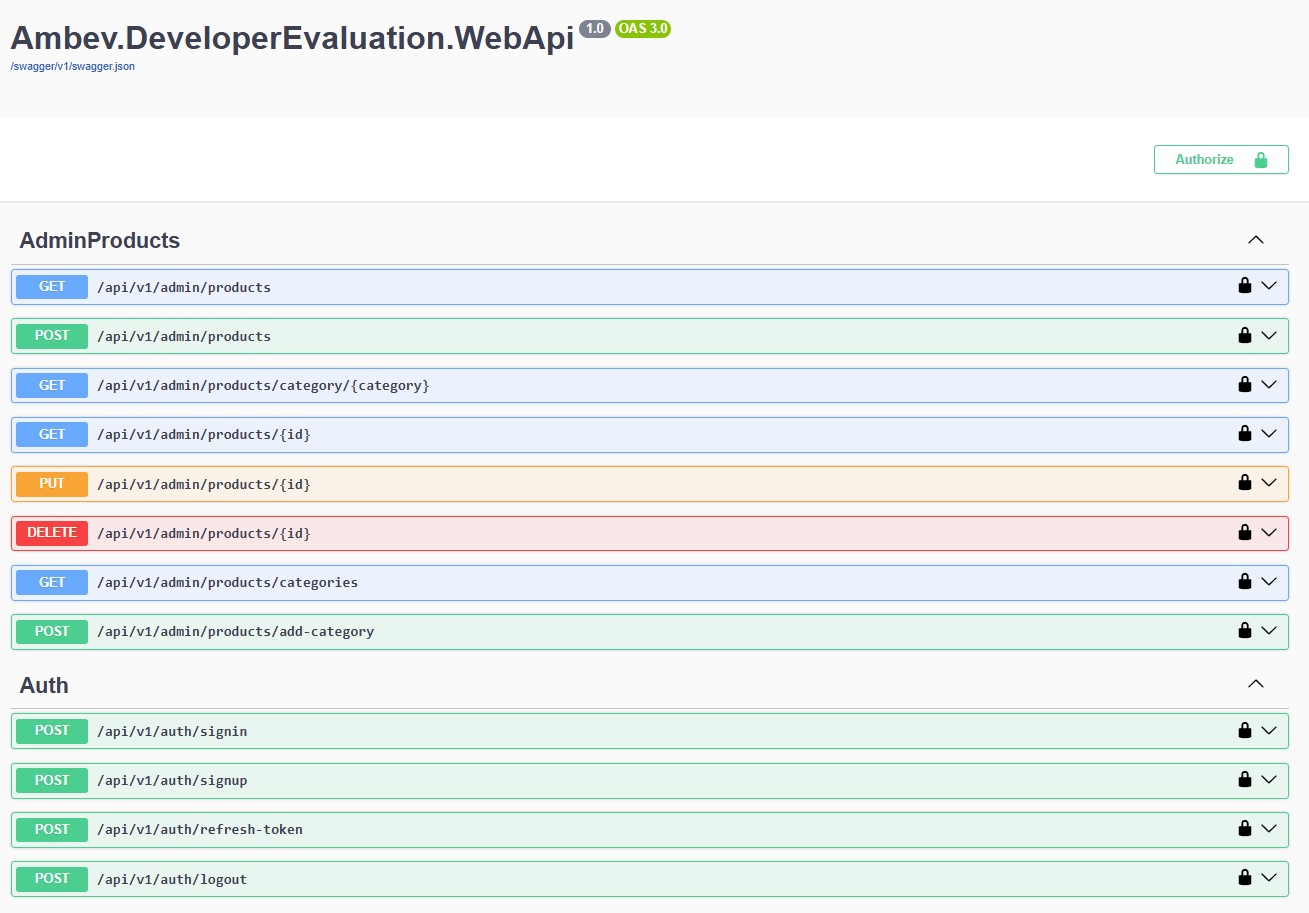 Ambev.DeveloperEvaluation.WebApi 1.0 OAS 3.0
/swagger/v1/swagger.json
Authorize
AdminProducts
GET /api/v1/admin/products
POST /api/v1/admin/products
GET /api/v1/admin/products/category/{category}
GET /api/v1/admin/products/{id}
PUT /api/v1/admin/products/{id}
DELETE /api/v1/admin/products/{id}
GET /api/v1/admin/products/categories
POST /api/v1/admin/products/add-category
Auth
POST /api/v1/auth/signin
POST /api/v1/auth/signup
POST /api/v1/auth/refresh-token
POST /api/v1/auth/logout